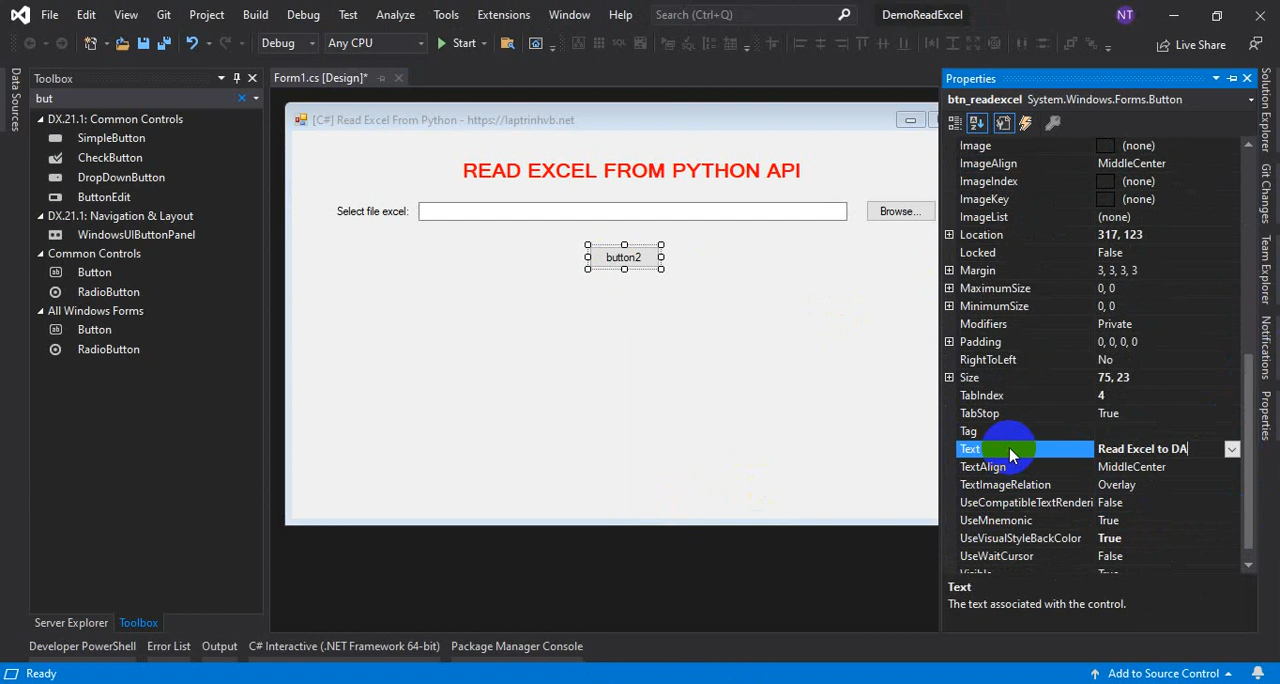 File Edit View Git Project Build Debug Test Analyze Tools Extensions Window Help Search (Ctrl+Q) DemoReadExcel NT
Debug Any CPU Start Live Share
Data Sources
Toolbox
but
DX.21.1: Common Controls
SimpleButton
CheckButton
DropDownButton
ButtonEdit
DX.21.1: Navigation & Layout
WindowsUIButtonPanel
Common Controls
Button
RadioButton
All Windows Forms
Button
RadioButton
Server Explorer Toolbox
Form1.cs [Design]*
[C#] Read Excel From Python - https://laptrinhvb.net
READ EXCEL FROM PYTHON API
Select file excel: Browse...
button2
Properties
btn_readexcel System.Windows.Forms.Button
Image (none)
ImageAlign MiddleCenter
ImageIndex (none)
ImageKey (none)
ImageList (none)
Location 317, 123
Locked False
Margin 3, 3, 3, 3
MaximumSize 0, 0
MinimumSize 0, 0
Modifiers Private
Padding 0, 0, 0, 0
RightToLeft No
Size 75, 23
TabIndex 4
TabStop True
Tag
Text Read Excel to DA
TextAlign MiddleCenter
TextImageRelation Overlay
UseCompatibleTextRenderi False
UseMnemonic True
UseVisualStyleBackColor True
UseWaitCursor False
Text
The text associated with the control.
Solution Explorer
Git Changes
Team Explorer
Notifications
Properties
Developer PowerShell Error List Output C# Interactive (.NET Framework 64-bit) Package Manager Console
Ready Add to Source Control